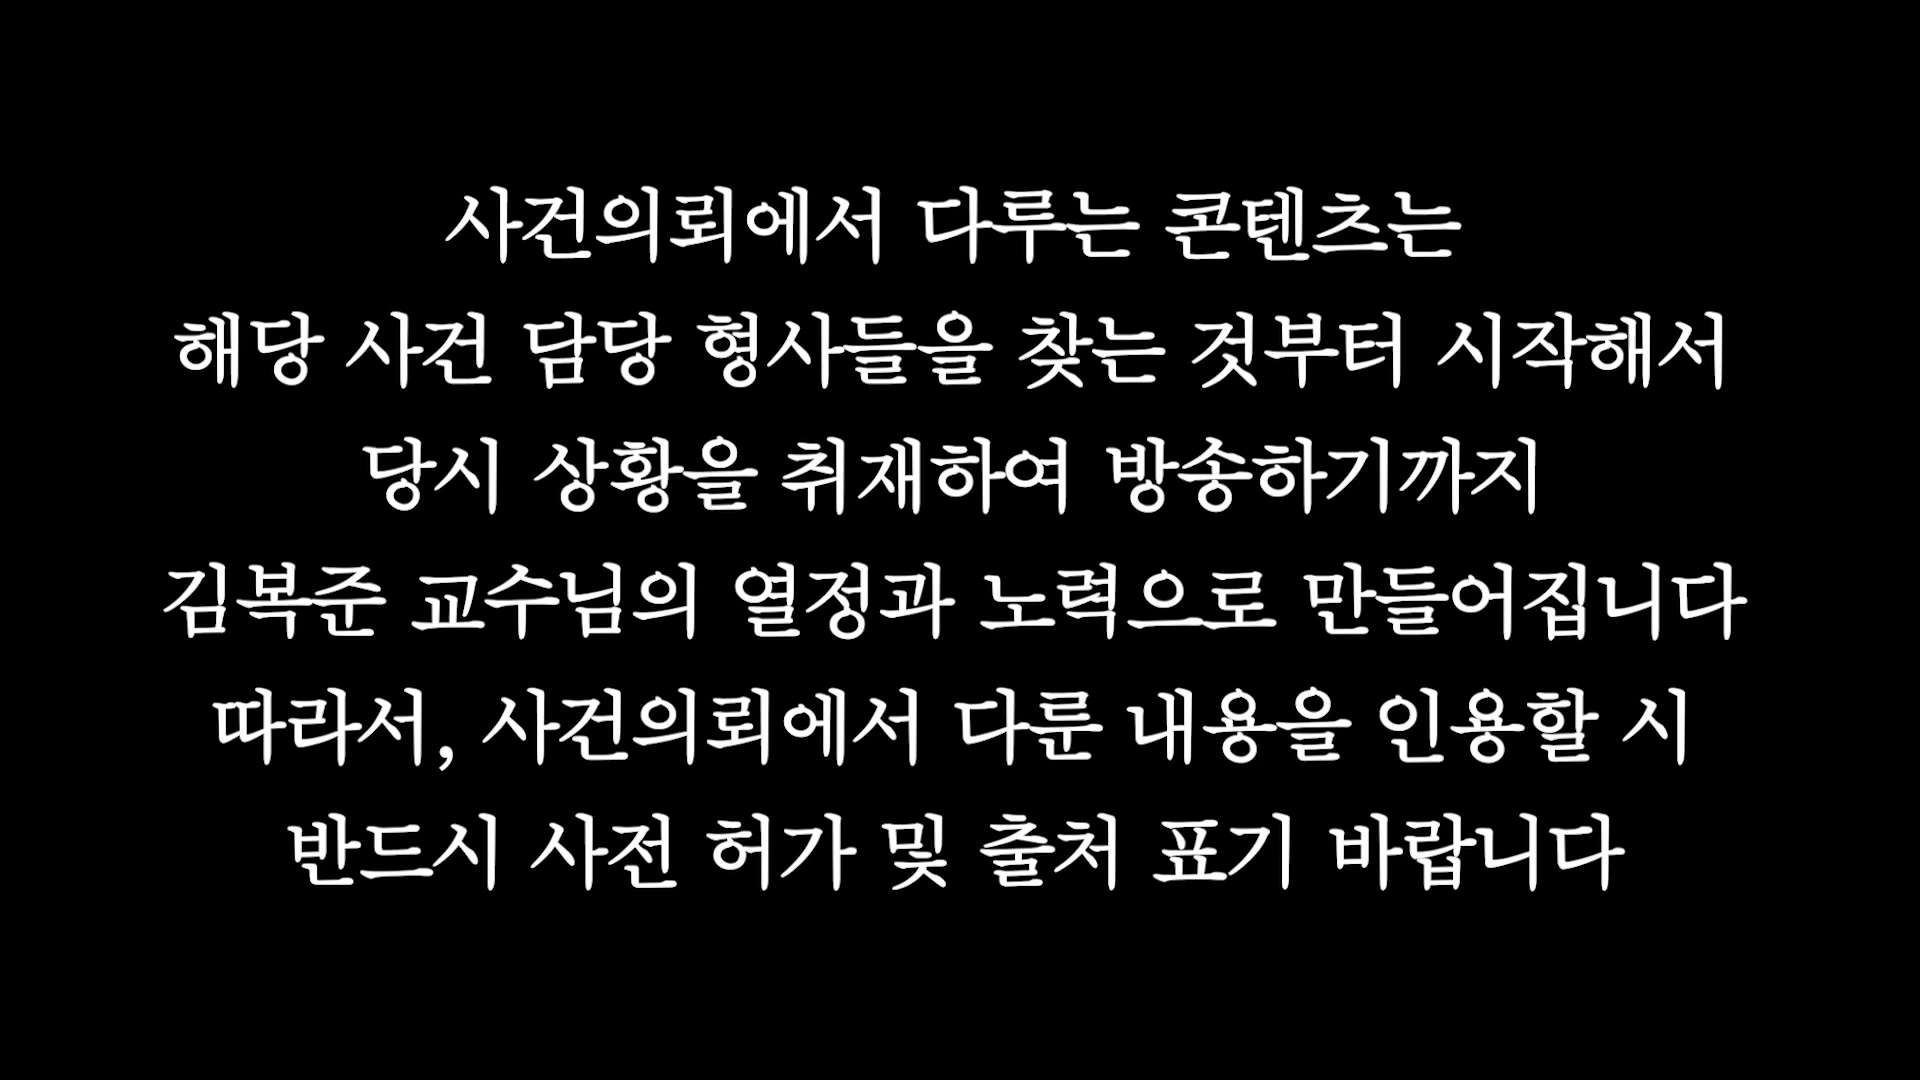 사건의뢰에서 다루는 콘텐츠는
해당 사건 담당 형사들을 찾는 것부터 시작해서
당시 상황을 취재하여 방송하기까지
김복준 교수님의 열정과 노력으로 만들어집니다
따라서, 사건의뢰에서 다룬 내용을 인용할 시
반드시 사전 허가 및 출처 표기 바랍니다